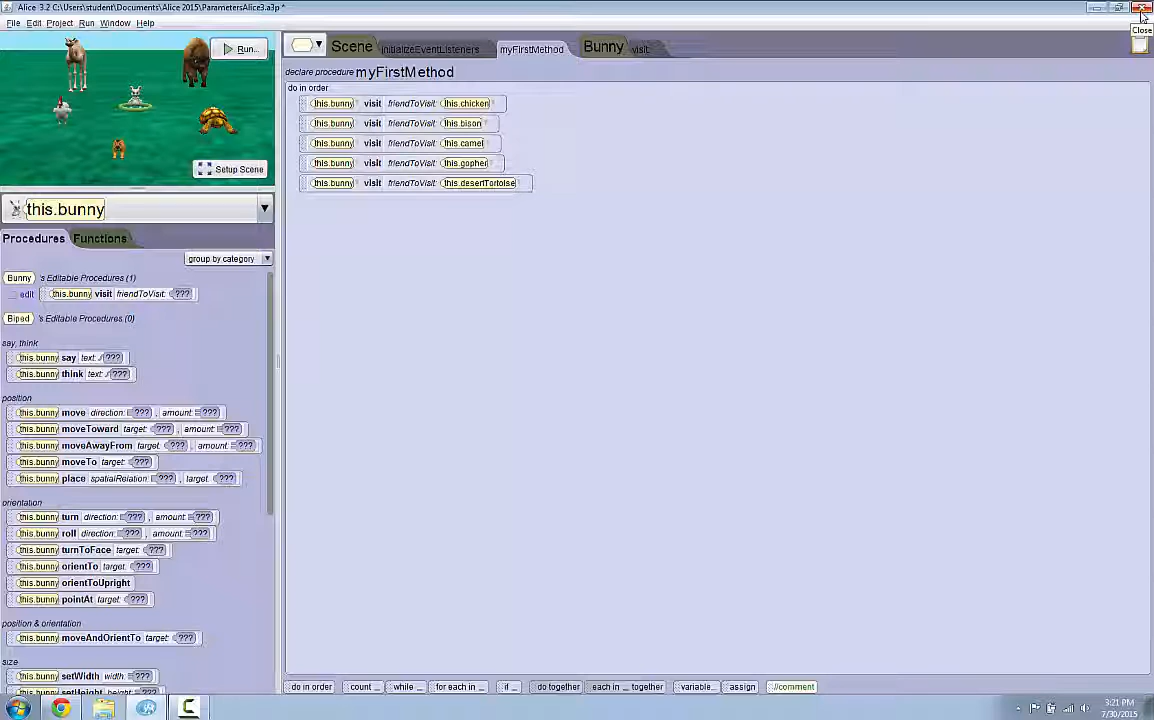 Alice 3.2 C:\Users\student\Documents\Alice 2015\ParametersAlice3.a3p *
Close
File Edit Project Run Window Help
Run...
Scene initializeEventListeners myFirstMethod Bunny visit
declare procedure myFirstMethod
do in order
this.bunny visit friendToVisit: this.chicken
this.bunny visit friendToVisit: this.bison
this.bunny visit friendToVisit: this.camel
this.bunny visit friendToVisit: this.gopher
this.bunny visit friendToVisit: this.desertTortoise
Setup Scene
this.bunny
Procedures Functions
group by category
Bunny 's Editable Procedures (1)
edit this.bunny visit friendToVisit: ???
Biped 's Editable Procedures (0)
say, think
this.bunny say text: ???
this.bunny think text: ???
position
this.bunny move direction: ??? , amount: ???
this.bunny moveToward target: ??? , amount: ???
this.bunny moveAwayFrom target: ??? , amount: ???
this.bunny moveTo target: ???
this.bunny place spatialRelation: ??? , target: ???
orientation
this.bunny turn direction: ??? , amount: ???
this.bunny roll direction: ??? , amount: ???
this.bunny turnToFace target: ???
this.bunny orientTo target: ???
this.bunny orientToUpright
this.bunny pointAt target: ???
position & orientation
this.bunny moveAndOrientTo target: ???
size
this.bunny setWidth width: ???
this.bunny setHeight height: ???
do in order count _ while _ for each in _ if _ do together each in _ together variable... assign //comment
3:21 PM
7/30/2015